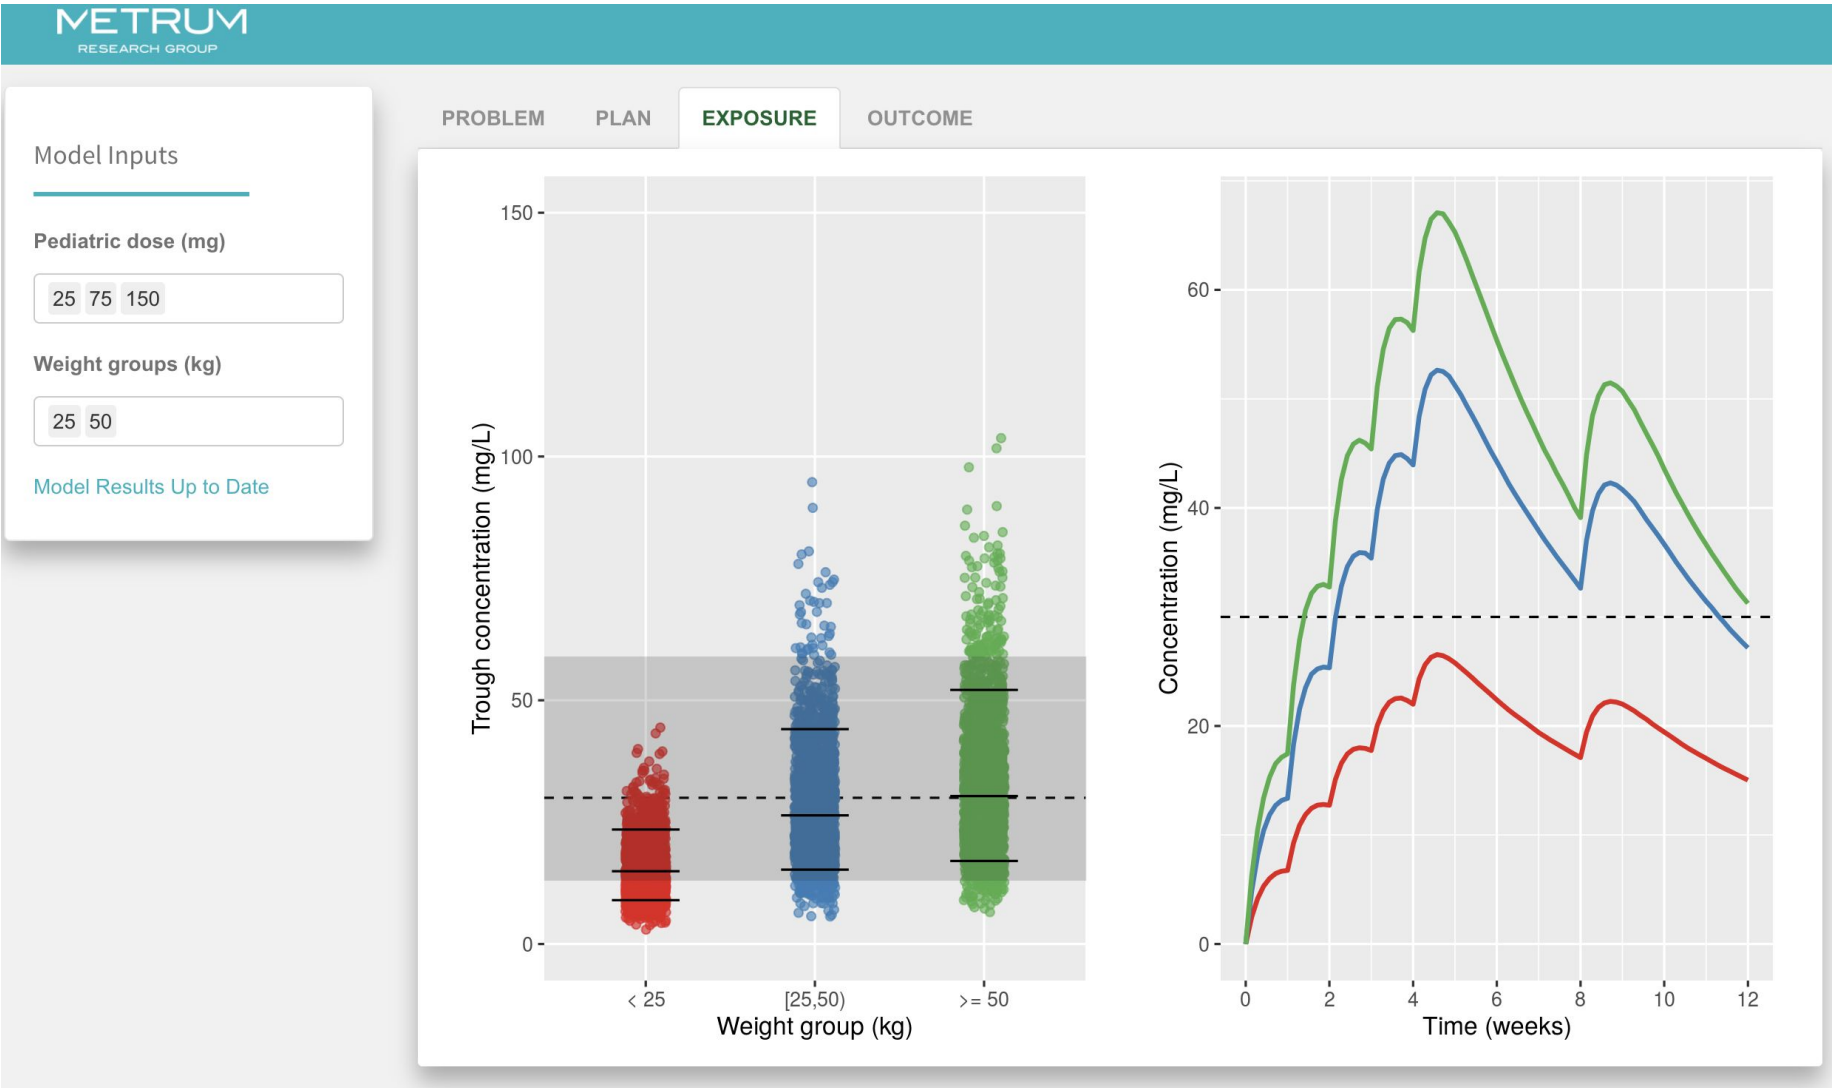 METRUM
RESEARCH GROUP
Model Inputs
Pediatric dose (mg)
25 75 150
Weight groups (kg)
25 50
Model Results Up to Date
PROBLEM PLAN EXPOSURE OUTCOME
Trough concentration (mg/L)
150
100
50
0
< 25 [25,50) >= 50
Weight group (kg)
Concentration (mg/L)
60
40
20
0
0 2 4 6 8 10 12
Time (weeks)